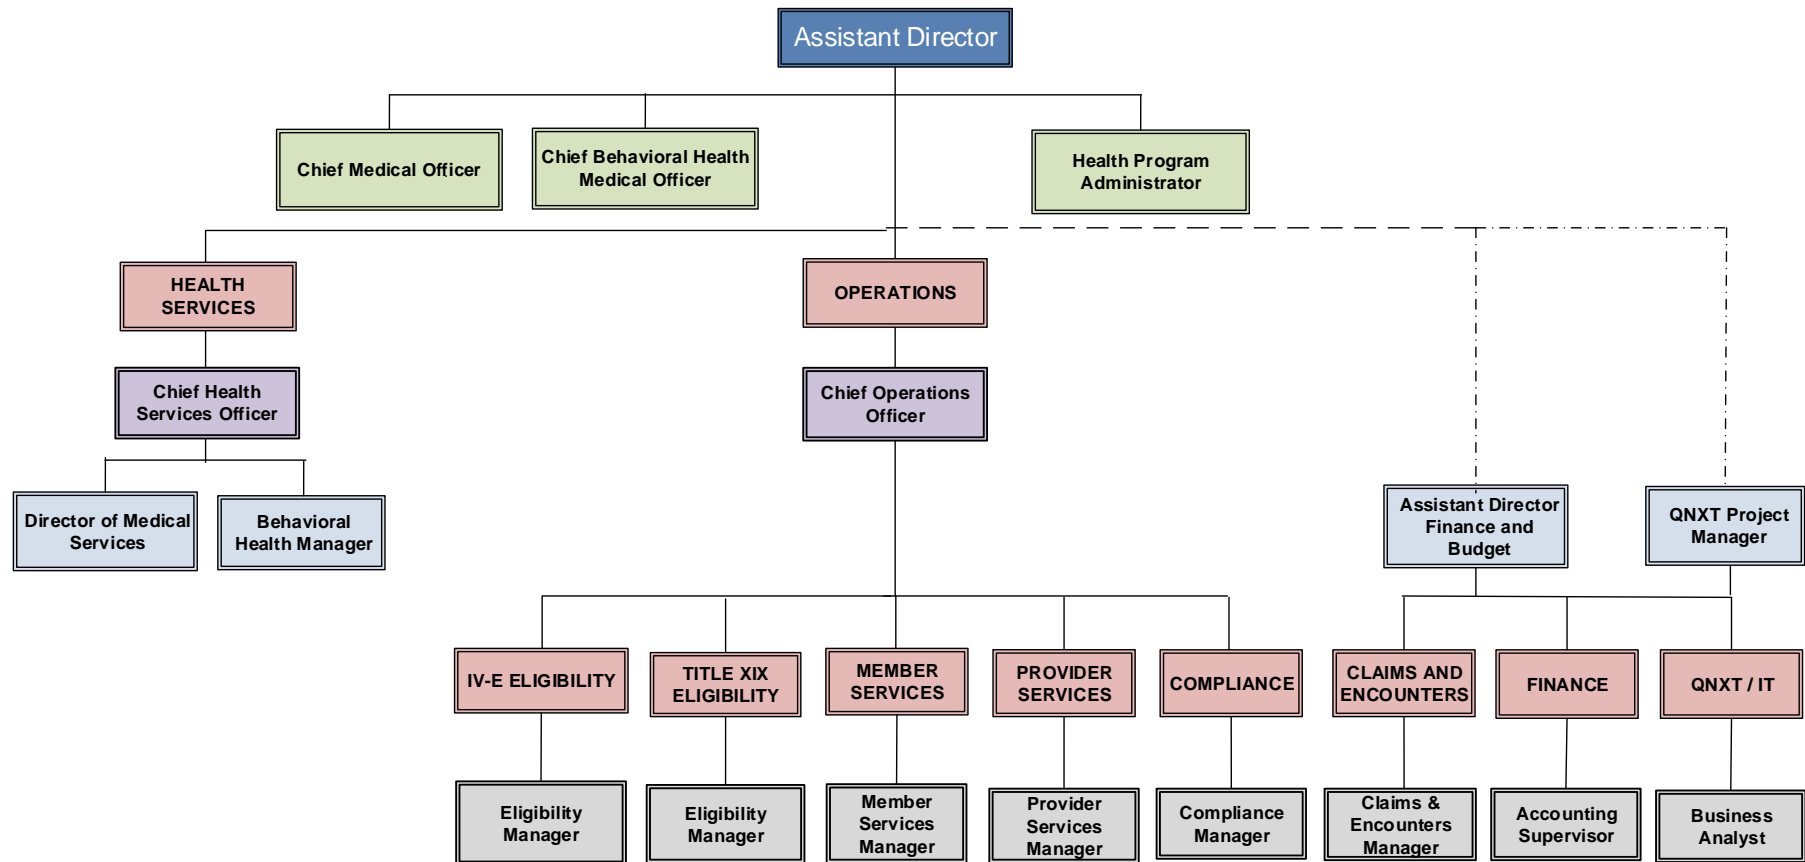 Assistant Director
Chief Medical Officer
Chief Behavioral Health
Medical Officer
Health Program
Administrator
HEALTH
SERVICES
OPERATIONS
Chief Health
Services Officer
Chief Operations
Officer
Director of Medical
Services
Behavioral
Health Manager
Assistant Director
Finance and
Budget
QNXT Project
Manager
IV-E ELIGIBILITY
TITLE XIX
ELIGIBILITY
MEMBER
SERVICES
PROVIDER
SERVICES
COMPLIANCE
CLAIMS AND
ENCOUNTERS
FINANCE
QNXT / IT
Eligibility
Manager
Eligibility
Manager
Member
Services
Manager
Provider
Services
Manager
Compliance
Manager
Claims &
Encounters
Manager
Accounting
Supervisor
Business
Analyst